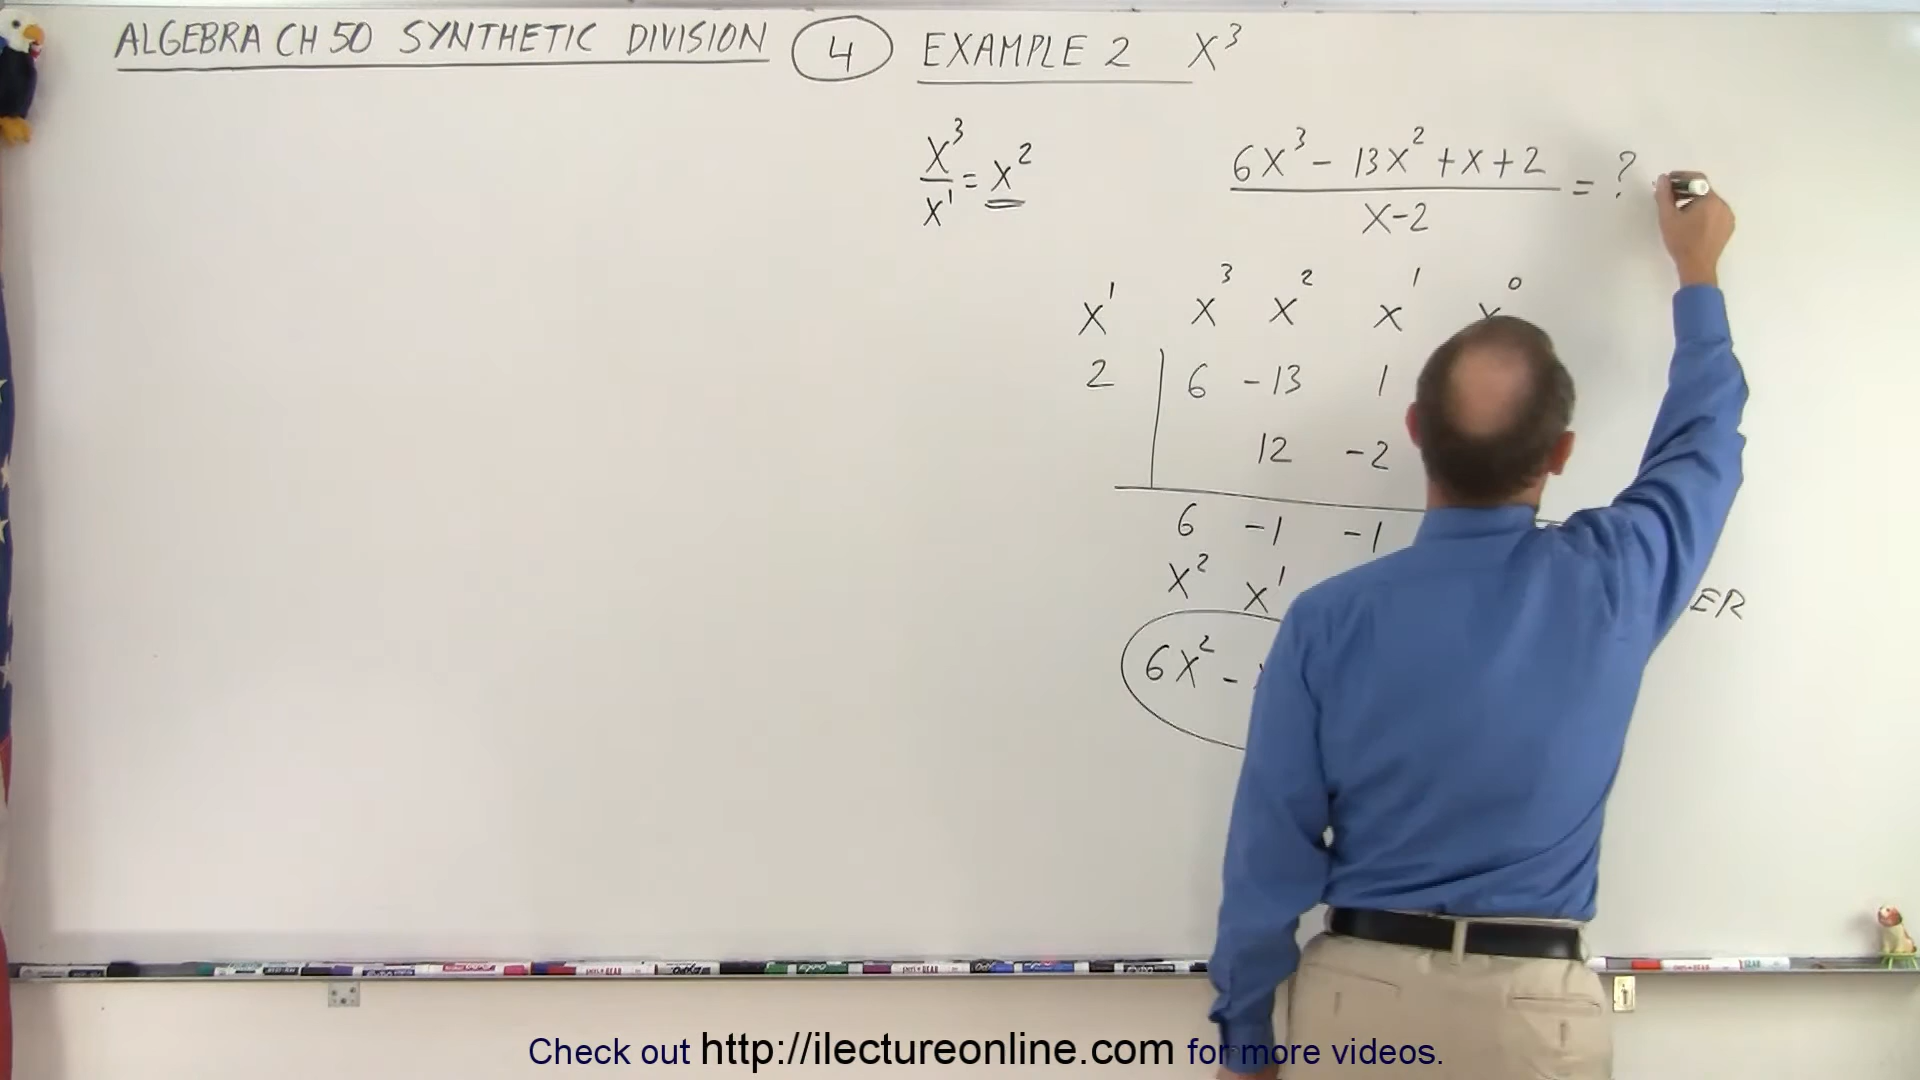 ALGEBRA CH 50 SYNTHETIC DIVISION 4 EXAMPLE 2 X³
X³/X¹ = X²
6X³ - 13X² + X + 2 / X-2 = ?
X¹ X³ X² X¹ X⁰
2 | 6 -13 1
12 -2
6 -1 -1
X² X¹
6X² -
Check out http://ilectureonline.com for more videos.